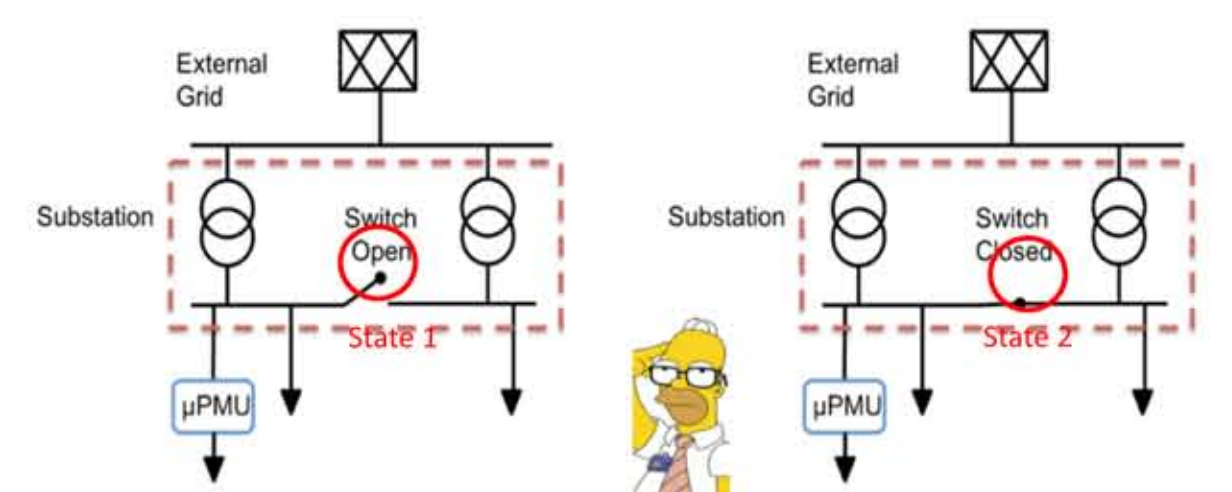 External
Grid
Substation
Switch
Open
State 1
µPMU
External
Grid
Substation
Switch
Closed
State 2
µPMU